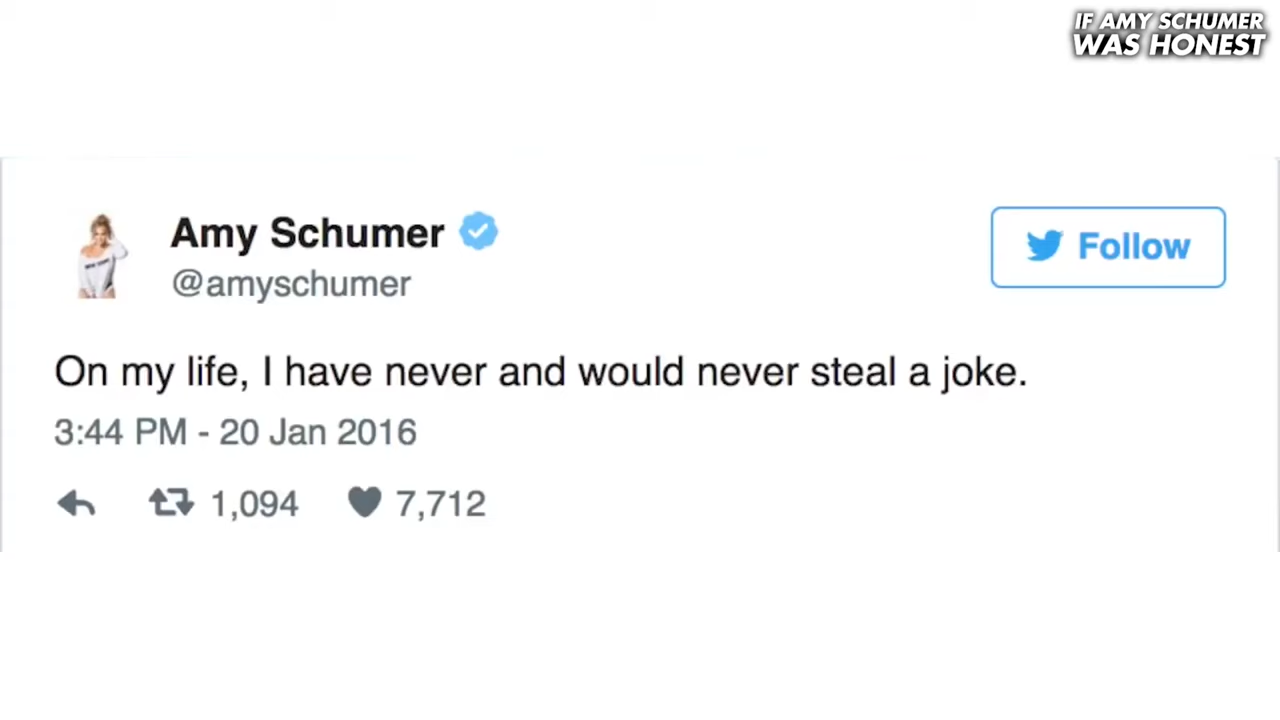 IF AMY SCHUMER
WAS HONEST
Amy Schumer
@amyschumer
Follow
On my life, I have never and would never steal a joke.
3:44 PM - 20 Jan 2016
1,094 7,712